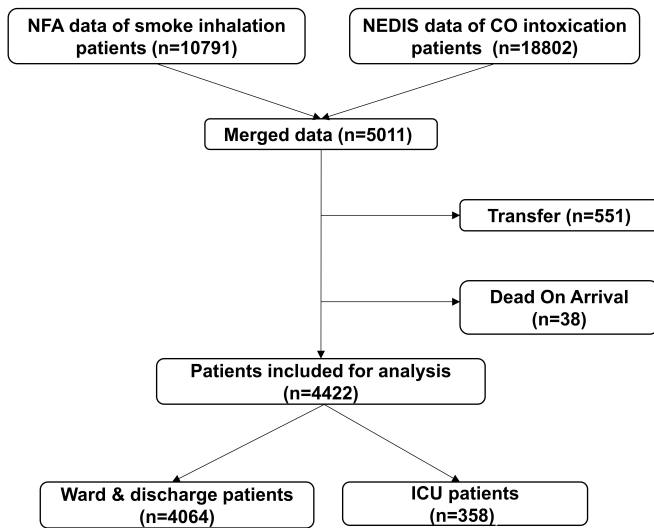 NFA data of smoke inhalation
patients (n=10791)
NEDIS data of CO intoxication
patients (n=18802)
Merged data (n=5011)
Transfer (n=551)
Dead On Arrival
(n=38)
Patients included for analysis
(n=4422)
Ward & discharge patients
(n=4064)
ICU patients
(n=358)